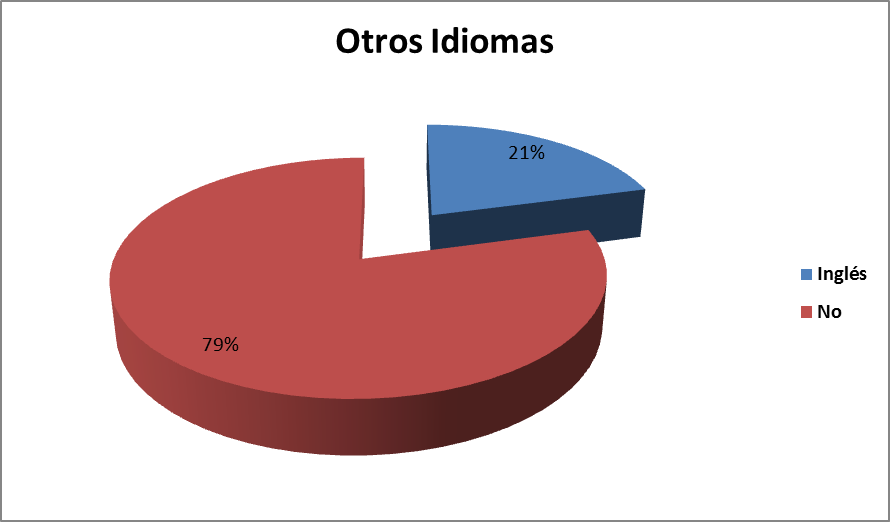 Otros Idiomas
21%
79%
Inglés
No